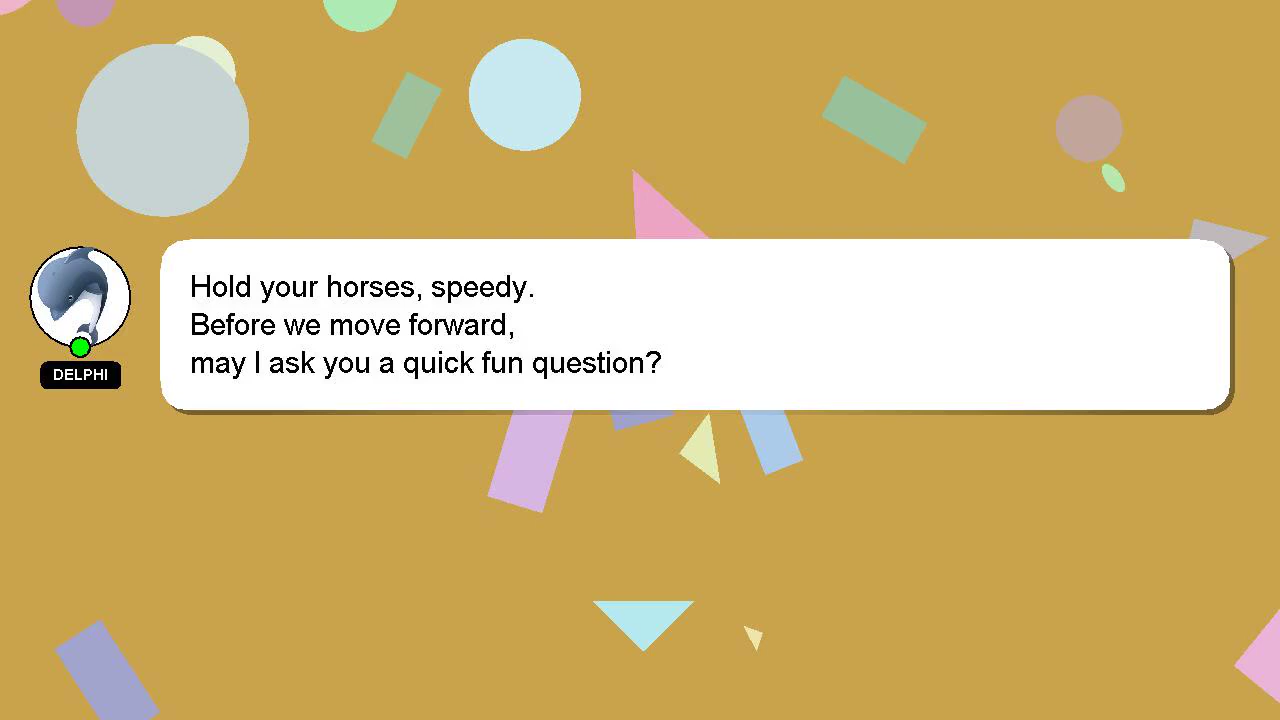 Hold your horses, speedy.
Before we move forward,
may I ask you a quick fun question?
DELPHI